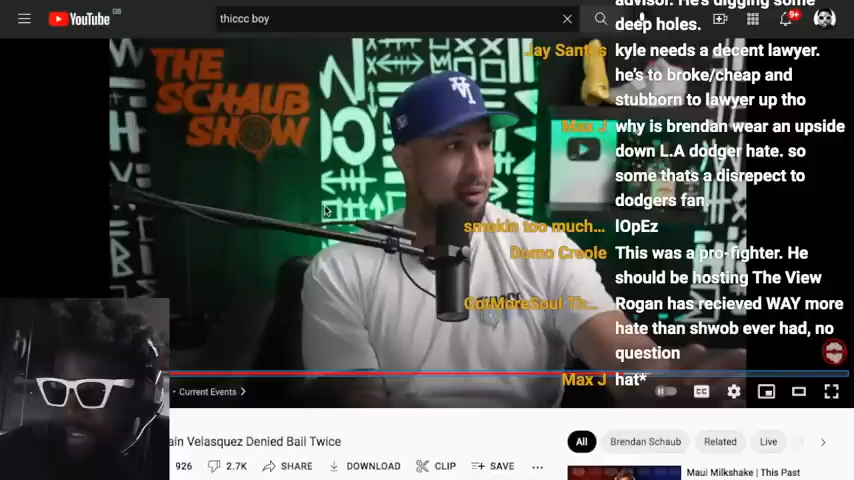 YouTube GB
thiccc boy
9+
advisor. He's digging some
deep holes.
Jay Santos kyle needs a decent lawyer.
he's to broke/cheap and
stubborn to lawyer up tho
Max J why is brendan wear an upside
down L.A dodger hate. so
some thats a disrepect to
dodgers fan.
smokin too much... lOpEz
Domo Creole This was a pro-fighter. He
should be hosting The View
GotMoreSoul Th... Rogan has recieved WAY more
hate than shwob ever had, no
question
Max J hat*
THE
SCHAUB
SHOW
• Current Events
CC
ain Velasquez Denied Bail Twice
926 2.7K SHARE DOWNLOAD CLIP SAVE
All Brendan Schaub Related Live
Maui Milkshake | This Past